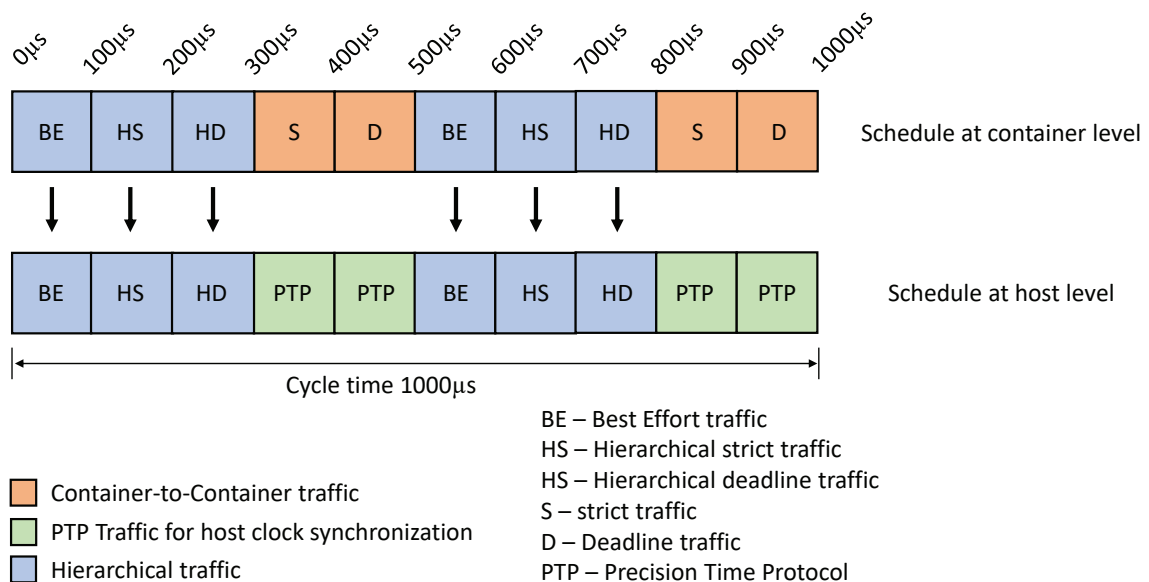 0μs 100μs 200μs 300μs 400μs 500μs 600μs 700μs 800μs 900μs 1000μs
BE HS HD S D BE HS HD S D Schedule at container level
BE HS HD PTP PTP BE HS HD PTP PTP Schedule at host level
Cycle time 1000μs
BE – Best Effort traffic
HS – Hierarchical strict traffic
HS – Hierarchical deadline traffic
S – strict traffic
D – Deadline traffic
PTP – Precision Time Protocol
Container-to-Container traffic
PTP Traffic for host clock synchronization
Hierarchical traffic